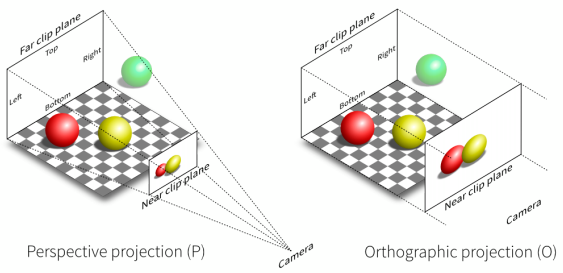 Far clip plane
Top
Right
Left
Bottom
Near clip plane
Camera
Perspective projection (P)
Far clip plane
Top
Right
Left
Bottom
Near clip plane
Camera
Orthographic projection (O)